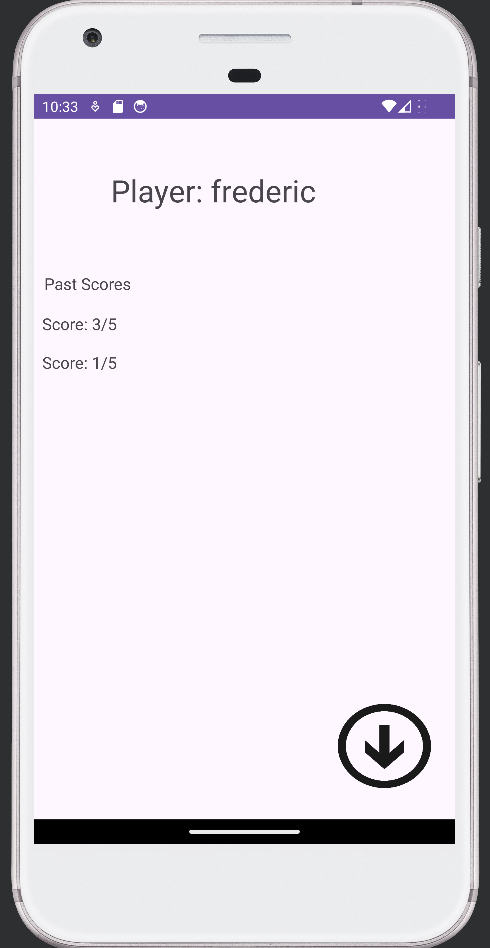 10:33
Player: frederic
Past Scores
Score: 3/5
Score: 1/5